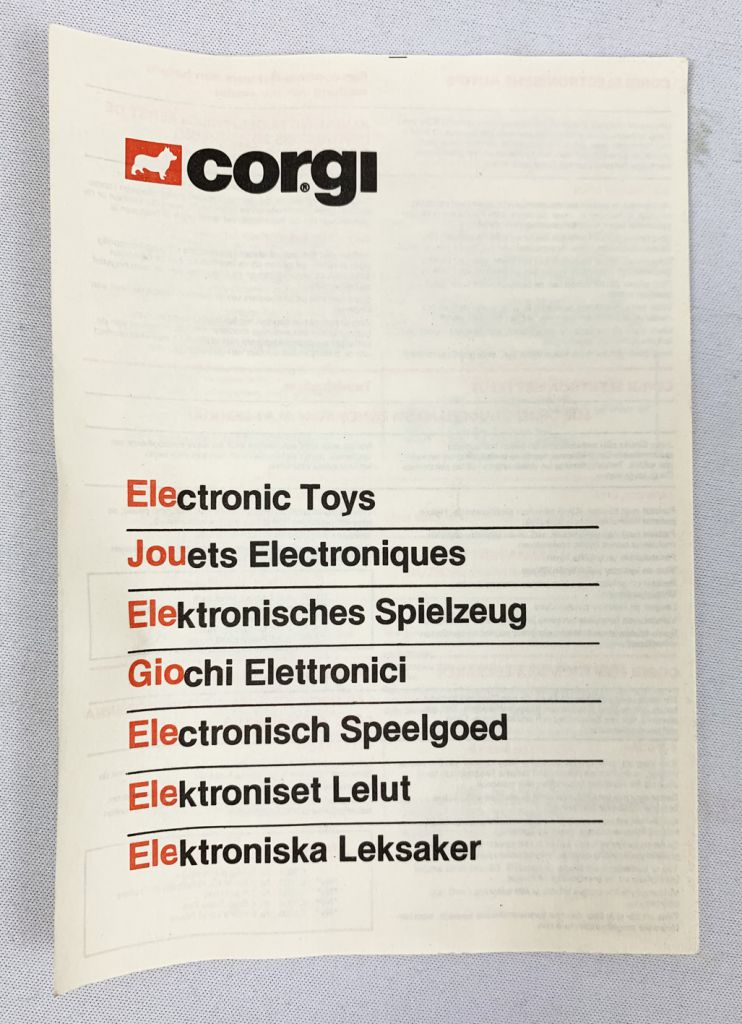 corgi®
Electronic Toys
Jouets Electroniques
Elektronisches Spielzeug
Giochi Elettronici
Electronisch Speelgoed
Elektroniset Lelut
Elektroniska Leksaker